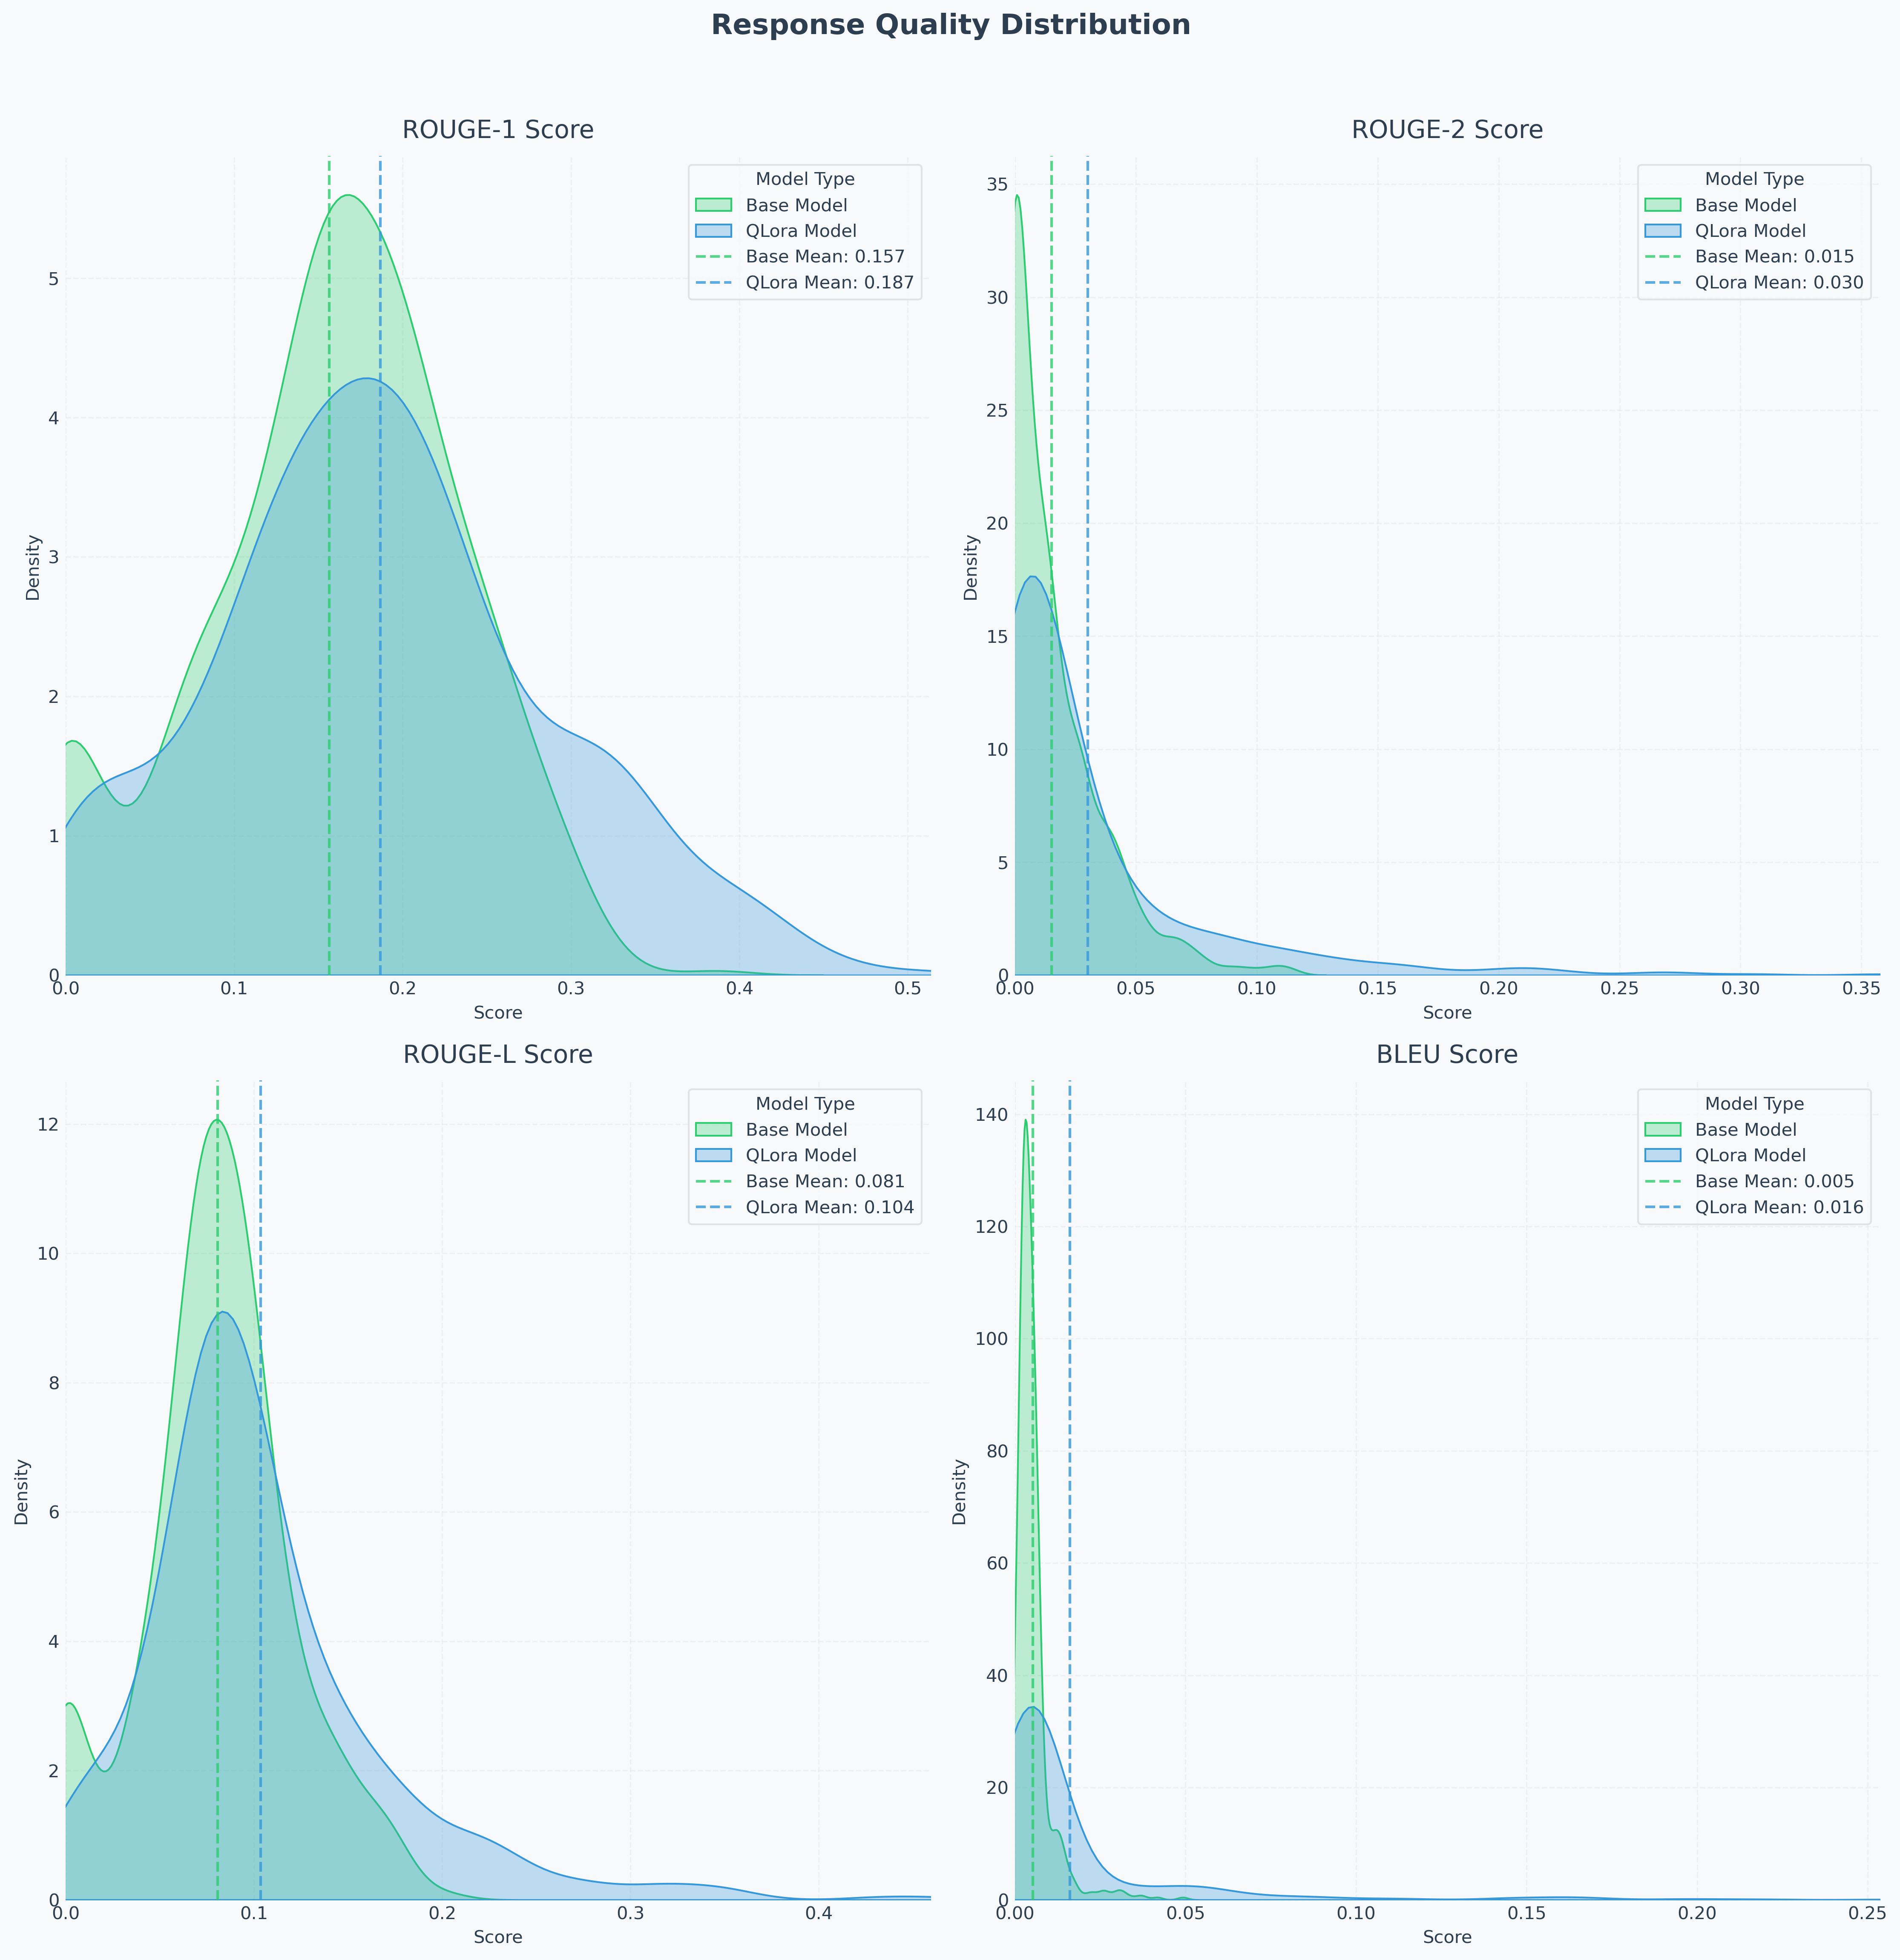 Response Quality Distribution
ROUGE-1 Score
Model Type
Base Model
QLora Model
Base Mean: 0.157
QLora Mean: 0.187
Density
5
4
3
2
1
0
0.0 0.1 0.2 0.3 0.4 0.5
Score
ROUGE-2 Score
Model Type
Base Model
QLora Model
Base Mean: 0.015
QLora Mean: 0.030
Density
35
30
25
20
15
10
5
0
0.00 0.05 0.10 0.15 0.20 0.25 0.30 0.35
Score
ROUGE-L Score
Model Type
Base Model
QLora Model
Base Mean: 0.081
QLora Mean: 0.104
Density
12
10
8
6
4
2
0
0.0 0.1 0.2 0.3 0.4
Score
BLEU Score
Model Type
Base Model
QLora Model
Base Mean: 0.005
QLora Mean: 0.016
Density
140
120
100
80
60
40
20
0
0.00 0.05 0.10 0.15 0.20 0.25
Score